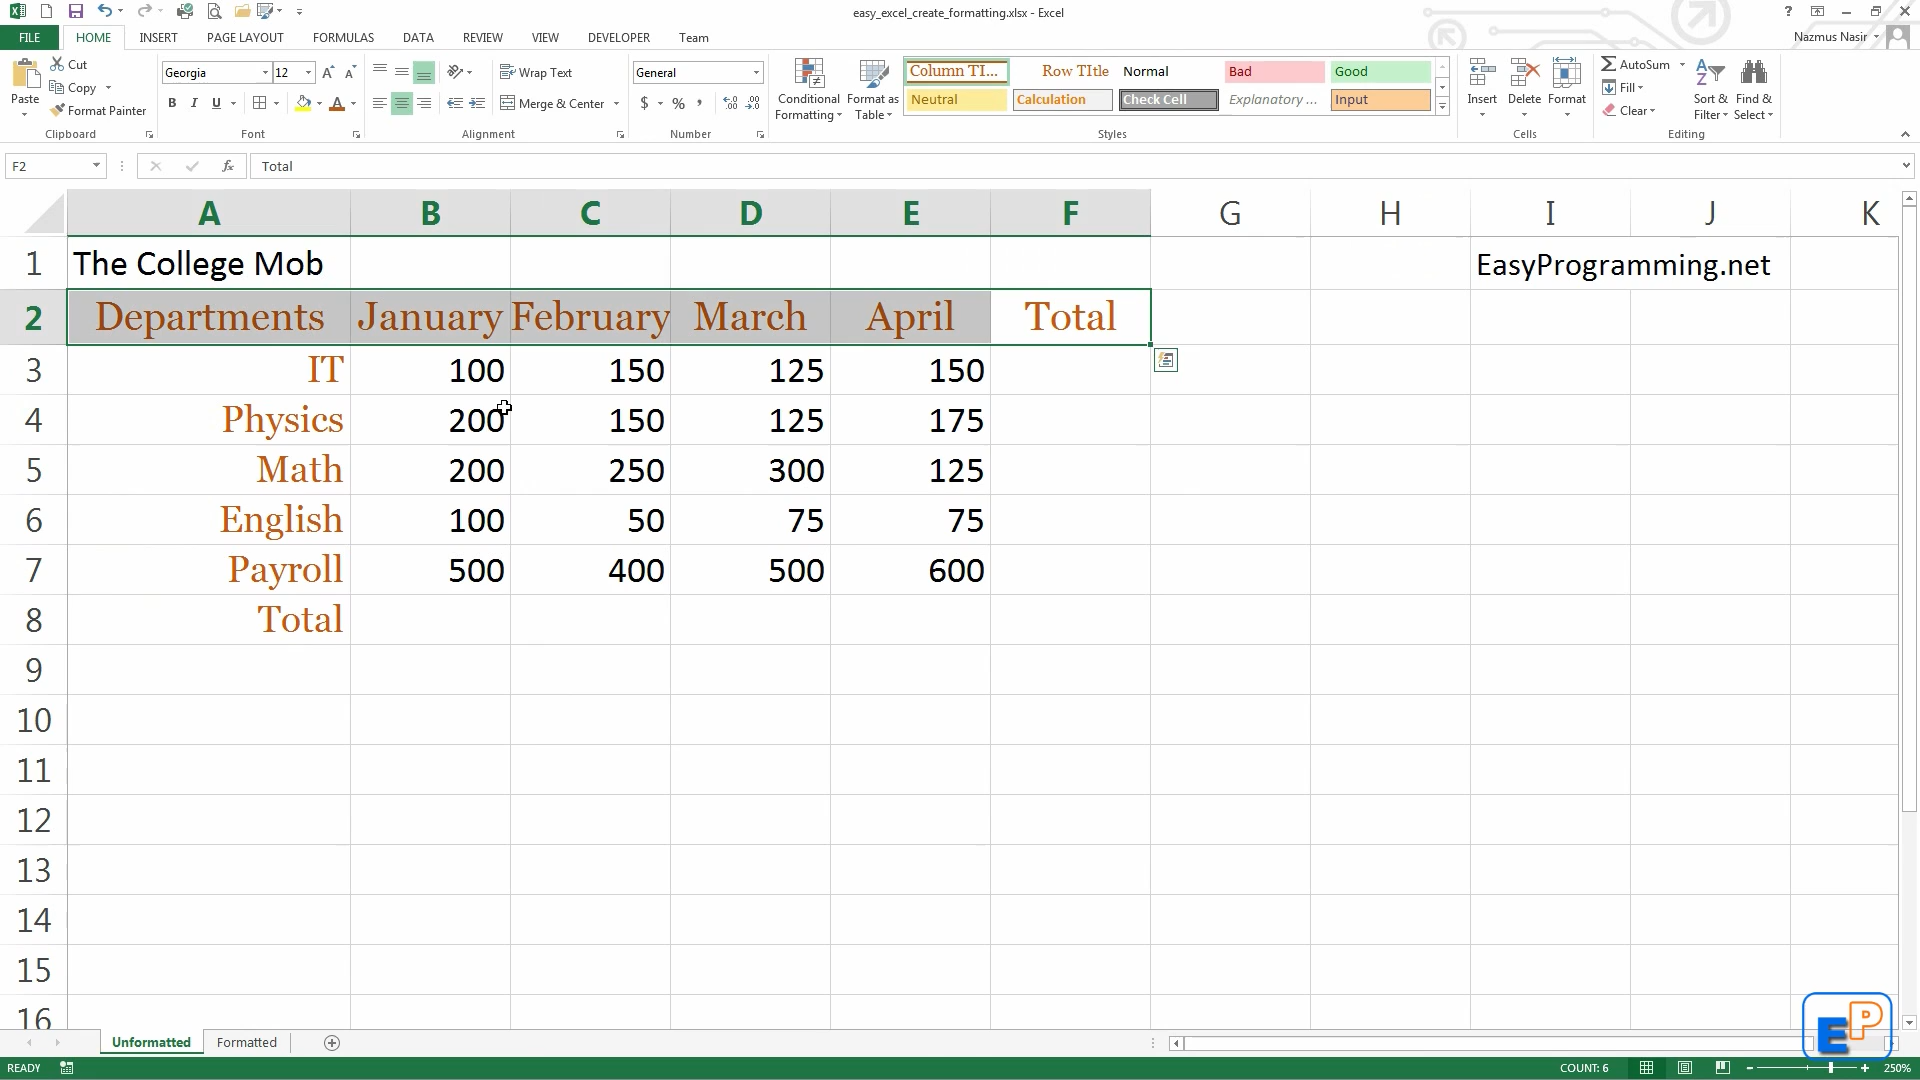 easy_excel_create_formatting.xlsx - Excel
FILE HOME INSERT PAGE LAYOUT FORMULAS DATA REVIEW VIEW DEVELOPER Team
Nazmus Nasir
Paste
Cut
Copy
Format Painter
Clipboard
Georgia 12
B I U
Font
Wrap Text
Merge & Center
Alignment
General
$ % ,
Number
Conditional Formatting
Format as Table
Column TI... Row TItle Normal Bad Good
Neutral Calculation Check Cell Explanatory ... Input
Styles
Insert Delete Format
Cells
AutoSum
Fill
Clear
Sort & Filter
Find & Select
Editing
F2 fx Total
A B C D E F G H I J K
1 The College Mob EasyProgramming.net
2 Departments January February March April Total
3 IT 100 150 125 150
4 Physics 200 150 125 175
5 Math 200 250 300 125
6 English 100 50 75 75
7 Payroll 500 400 500 600
8 Total
9
10
11
12
13
14
15
16
Unformatted Formatted
EP
READY COUNT: 6 250%